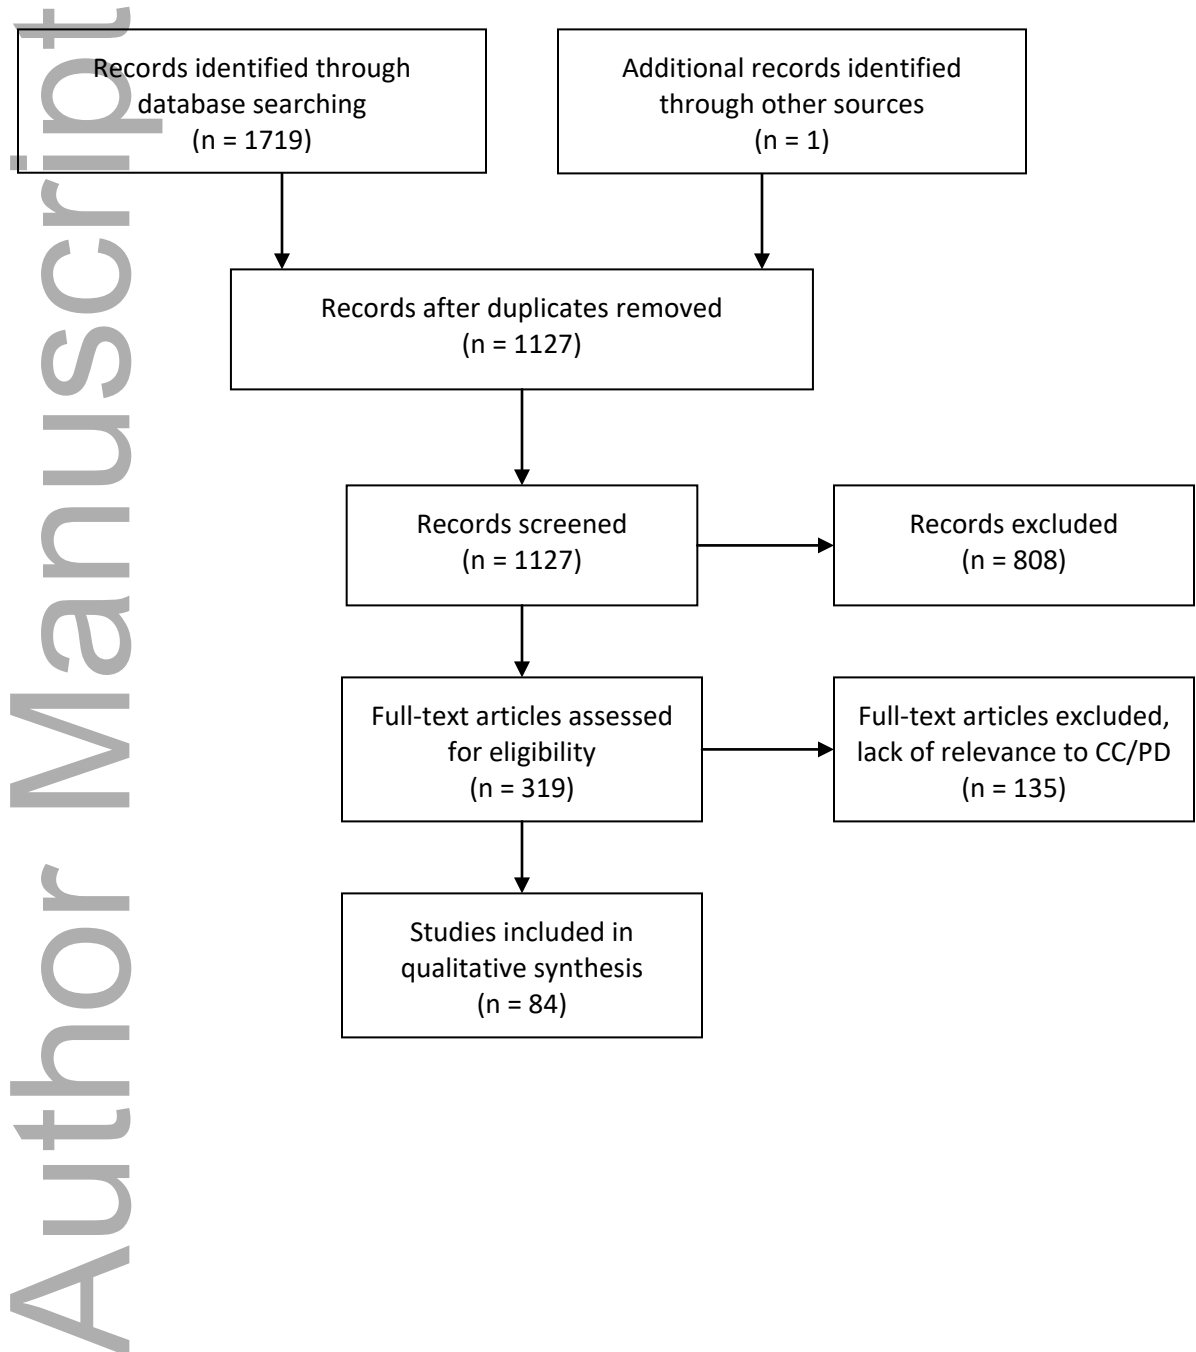 Author Manuscript
Records identified through
database searching
(n = 1719)
Additional records identified
through other sources
(n = 1)
Records after duplicates removed
(n = 1127)
Records screened
(n = 1127)
Records excluded
(n = 808)
Full-text articles assessed
for eligibility
(n = 319)
Full-text articles excluded,
lack of relevance to CC/PD
(n = 135)
Studies included in
qualitative synthesis
(n = 84)